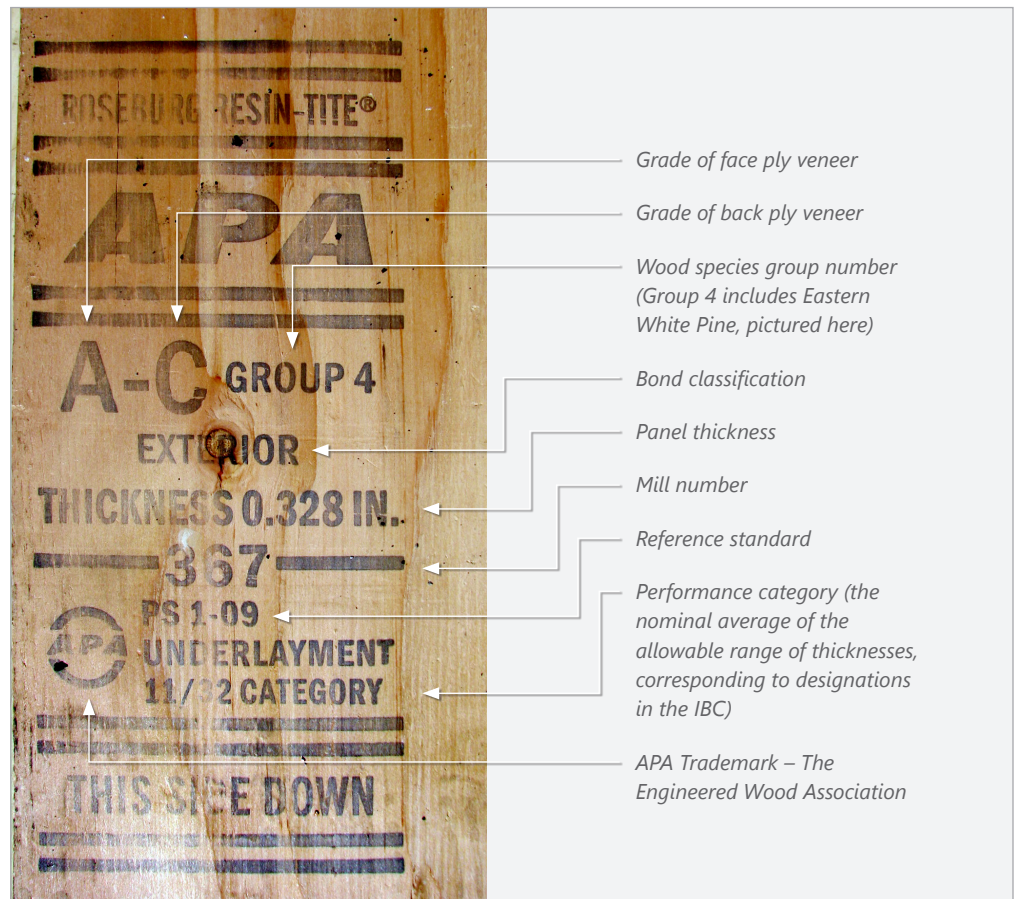 ROSEBURG RESIN-TITE®
APA
A-C GROUP 4
EXTERIOR
THICKNESS 0.328 IN.
367
PS 1-09
APA
UNDERLAYMENT
11/32 CATEGORY
THIS SIDE DOWN
Grade of face ply veneer
Grade of back ply veneer
Wood species group number
(Group 4 includes Eastern
White Pine, pictured here)
Bond classification
Panel thickness
Mill number
Reference standard
Performance category (the
nominal average of the
allowable range of thicknesses,
corresponding to designations
in the IBC)
APA Trademark – The
Engineered Wood Association